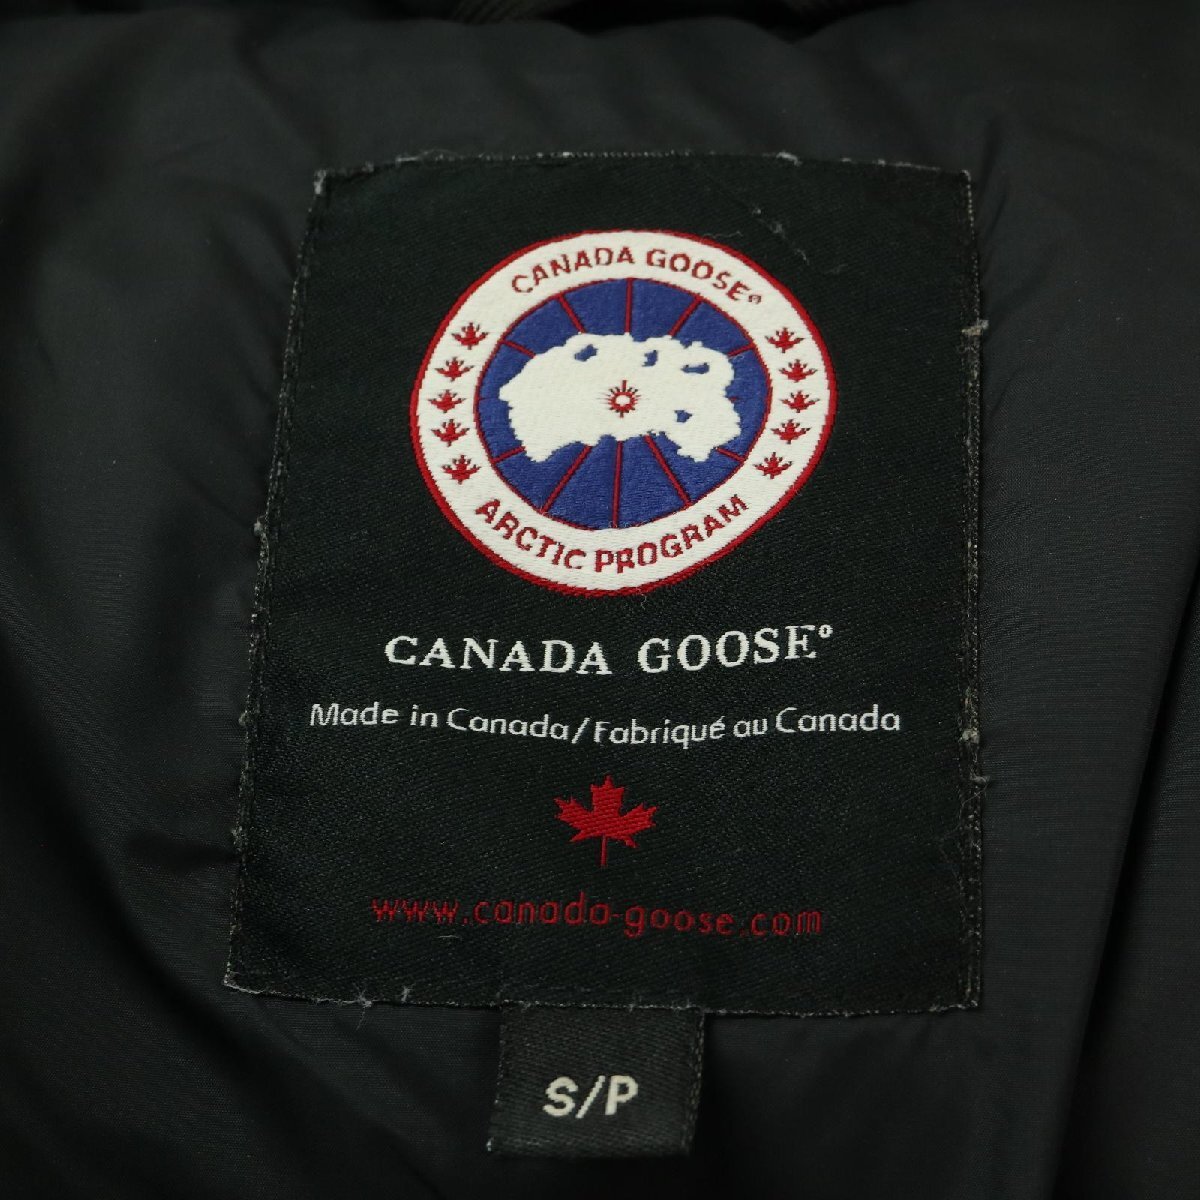 CANADA GOOSE®
ARCTIC PROGRAM
CANADA GOOSE®
Made in Canada/Fabriqué au Canada
www.canada-goose.com
S/P